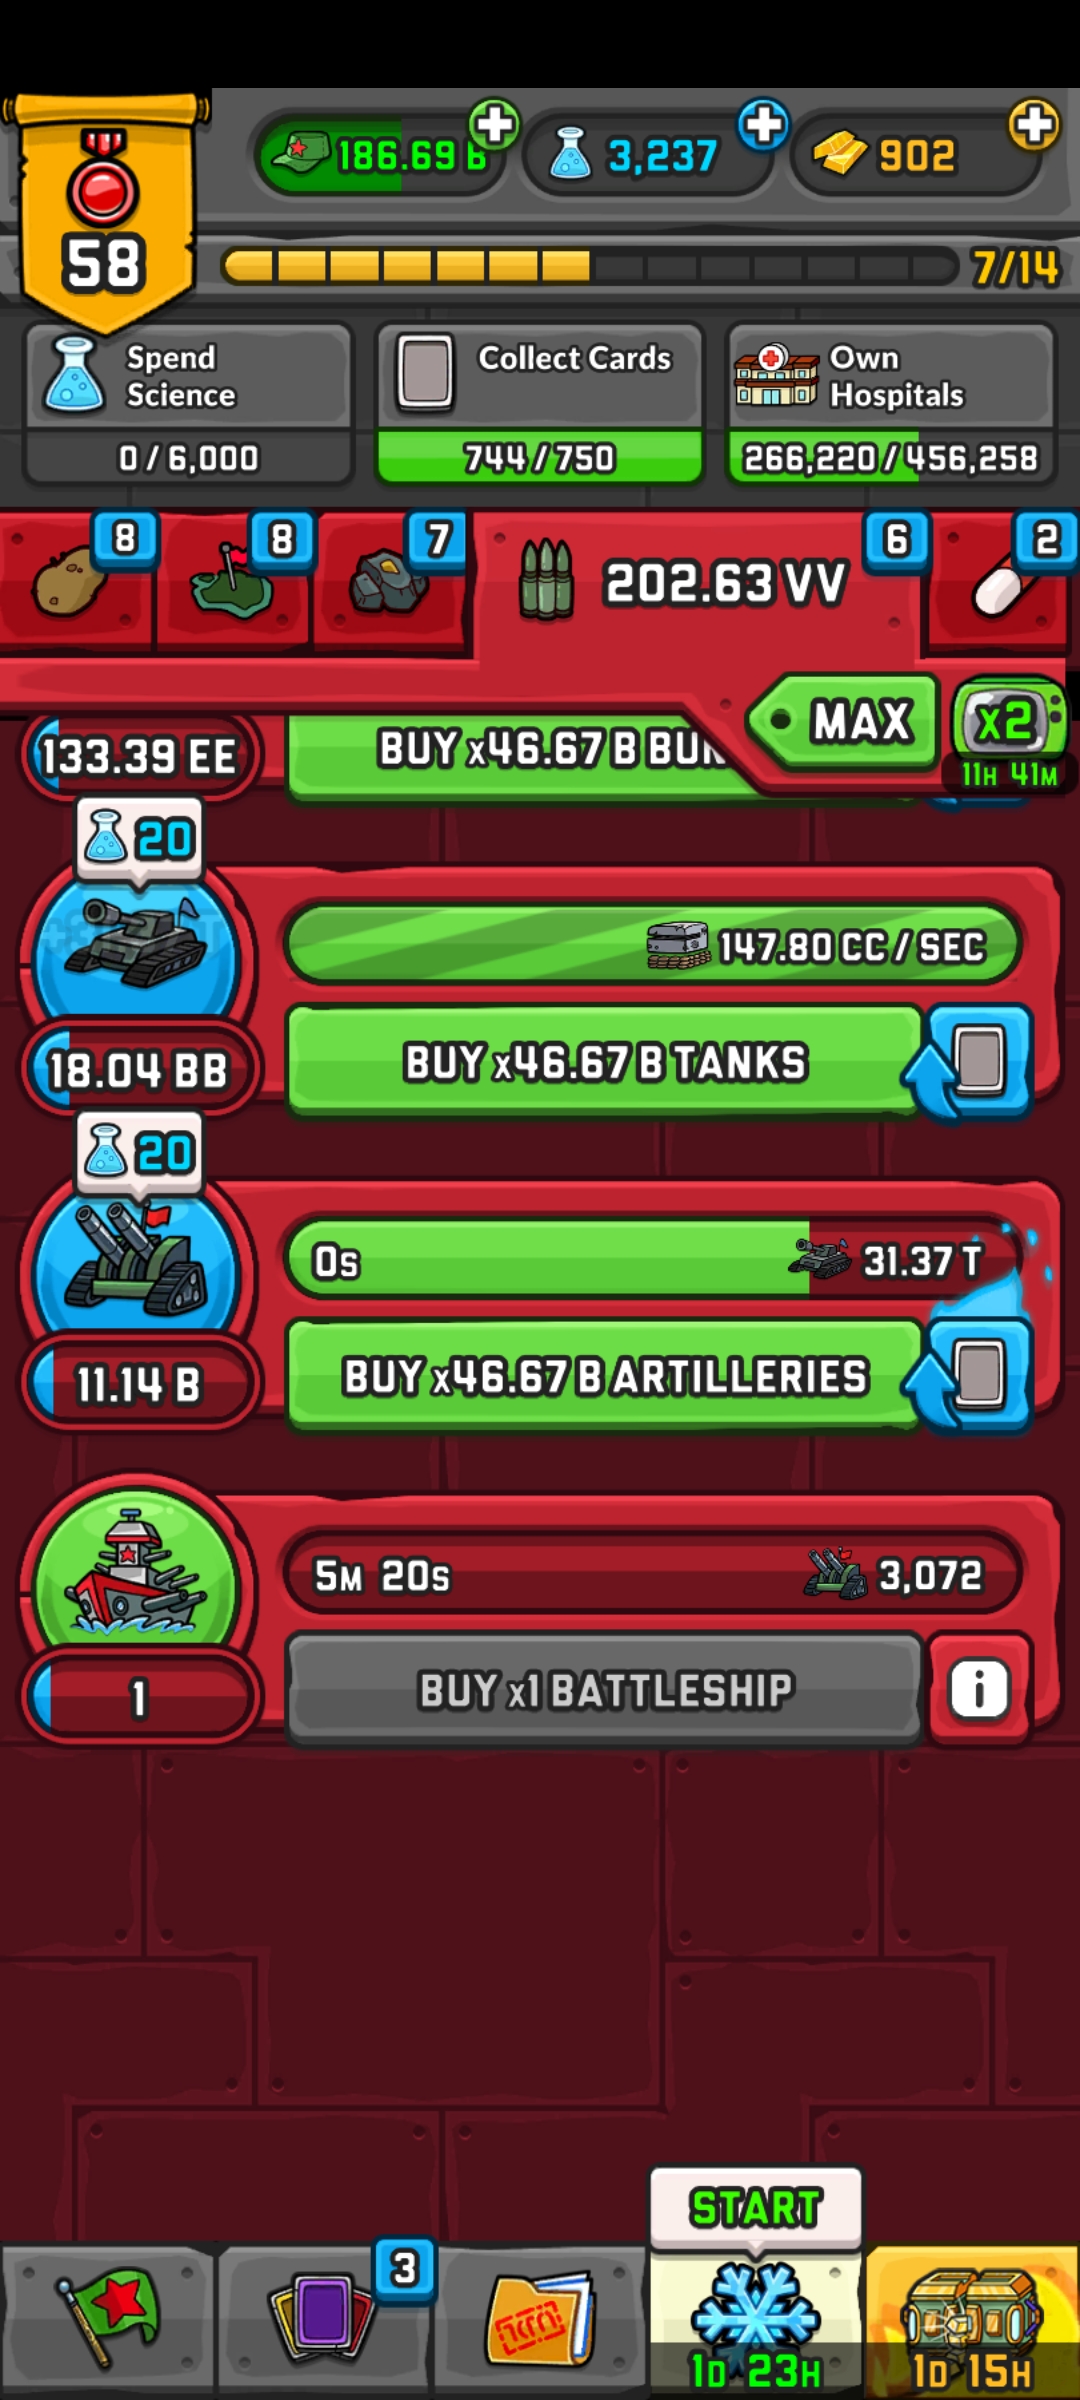 58
186.69 B
3,237
902
7/14
Spend
Science
0 / 6,000
Collect Cards
744 / 750
Own
Hospitals
266,220 / 456,258
8
8
7
202.63 VV
6
2
MAX
x2
11H 41M
133.39 EE
BUY x46.67 B BUN
20
147.80 CC / SEC
18.04 BB
BUY x46.67 B TANKS
20
0s
31.37 T
11.14 B
BUY x46.67 B ARTILLERIES
5M 20s
3,072
1
BUY x1 BATTLESHIP
i
START
3
1D 23H
1D 15H